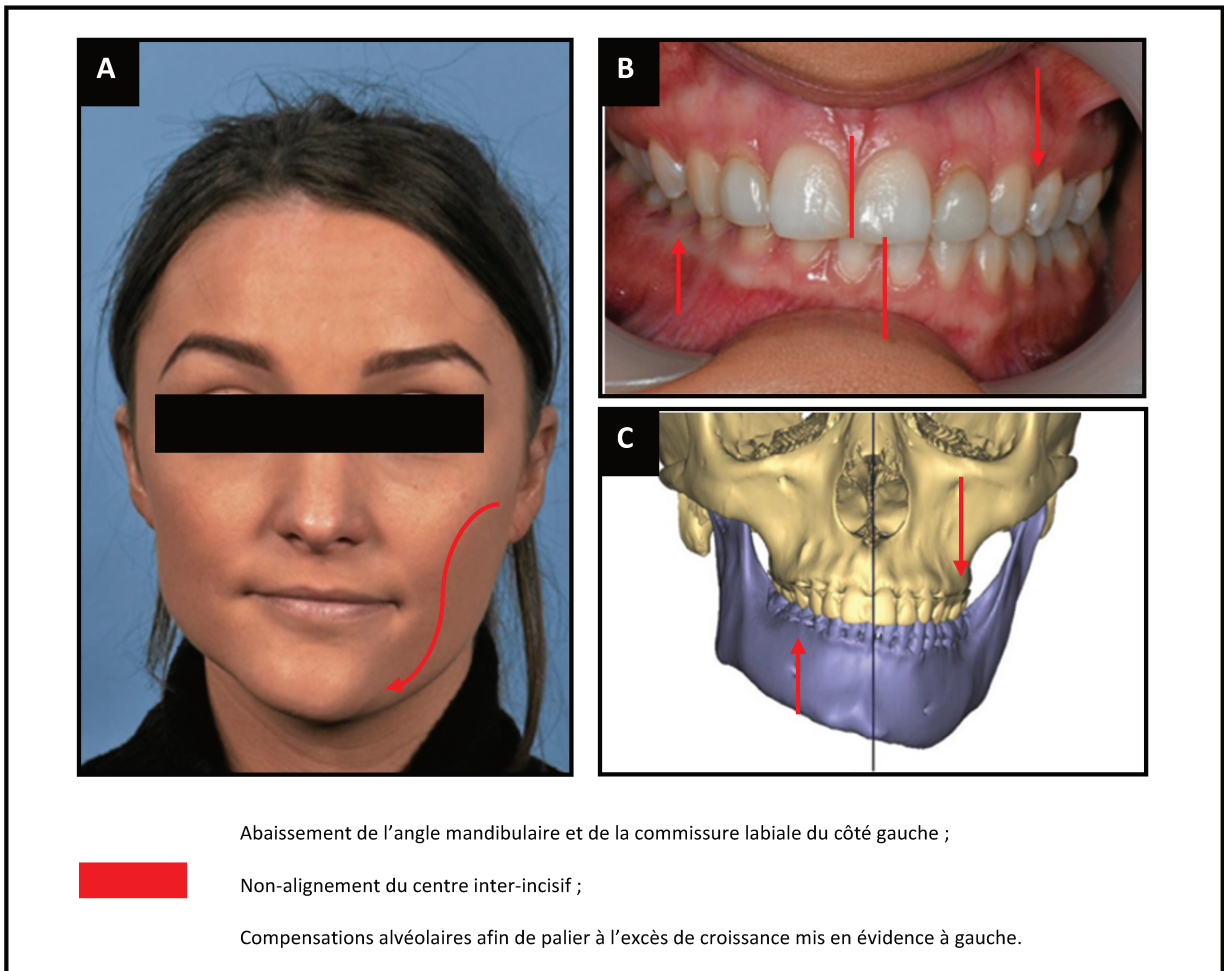 A
B
C
Abaissement de l’angle mandibulaire et de la commissure labiale du côté gauche ;
Non-alignement du centre inter-incisif ;
Compensations alvéolaires afin de palier à l’excès de croissance mis en évidence à gauche.